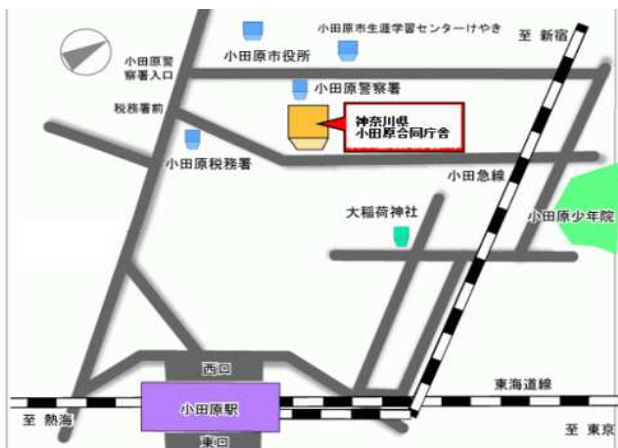 小田原市生涯学習センターけやき
至 新宿
小田原市役所
小田原警
察署入口
小田原警察署
税務署前
神奈川県
小田原合同庁舎
小田原税務署
小田急線
大稲荷神社
小田原少年院
西口
小田原駅
東海道線
至 熱海
至 東京
東口